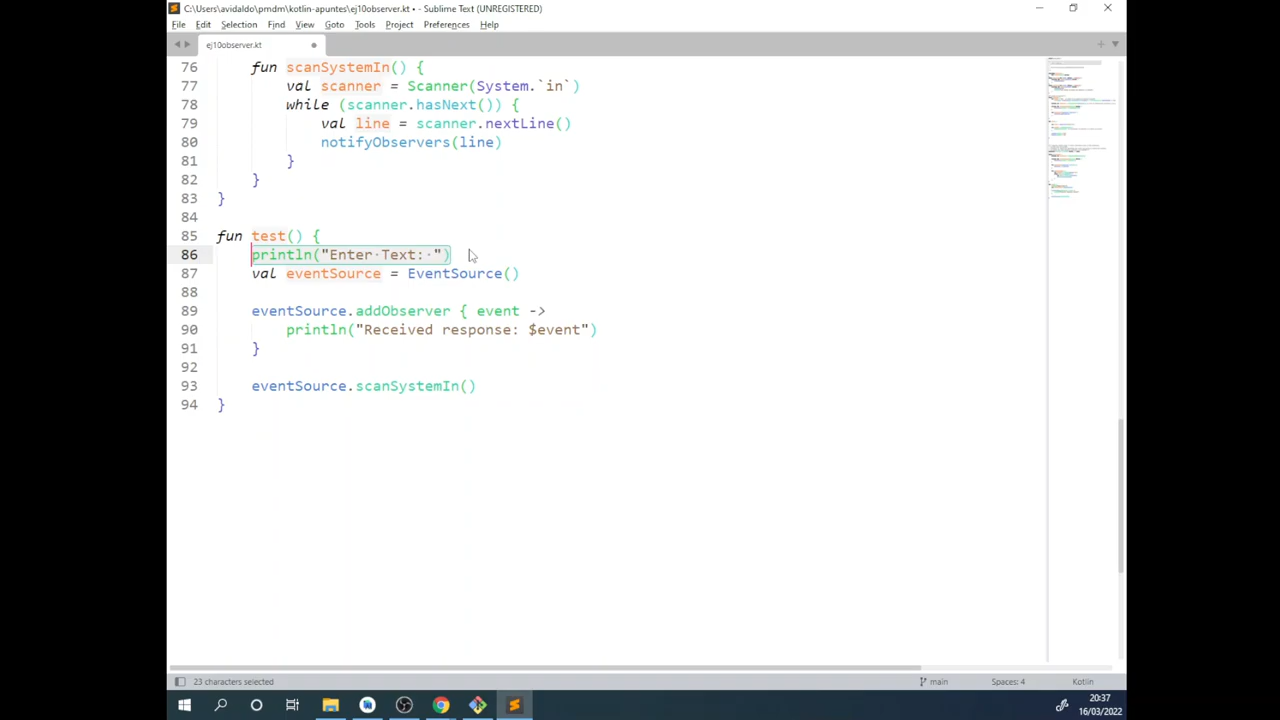 C:\Users\avidaldo\pmdm\kotlin-apuntes\ej10observer.kt • - Sublime Text (UNREGISTERED)
File Edit Selection Find View Goto Tools Project Preferences Help
ej10observer.kt
76 fun scanSystemIn() {
77 val scanner = Scanner(System.`in`)
78 while (scanner.hasNext()) {
79 val line = scanner.nextLine()
80 notifyObservers(line)
81 }
82 }
83 }
84
85 fun test() {
86 println("Enter Text: ")
87 val eventSource = EventSource()
88
89 eventSource.addObserver { event ->
90 println("Received response: $event")
91 }
92
93 eventSource.scanSystemIn()
94 }
23 characters selected main Spaces: 4 Kotlin
20:37
16/03/2022